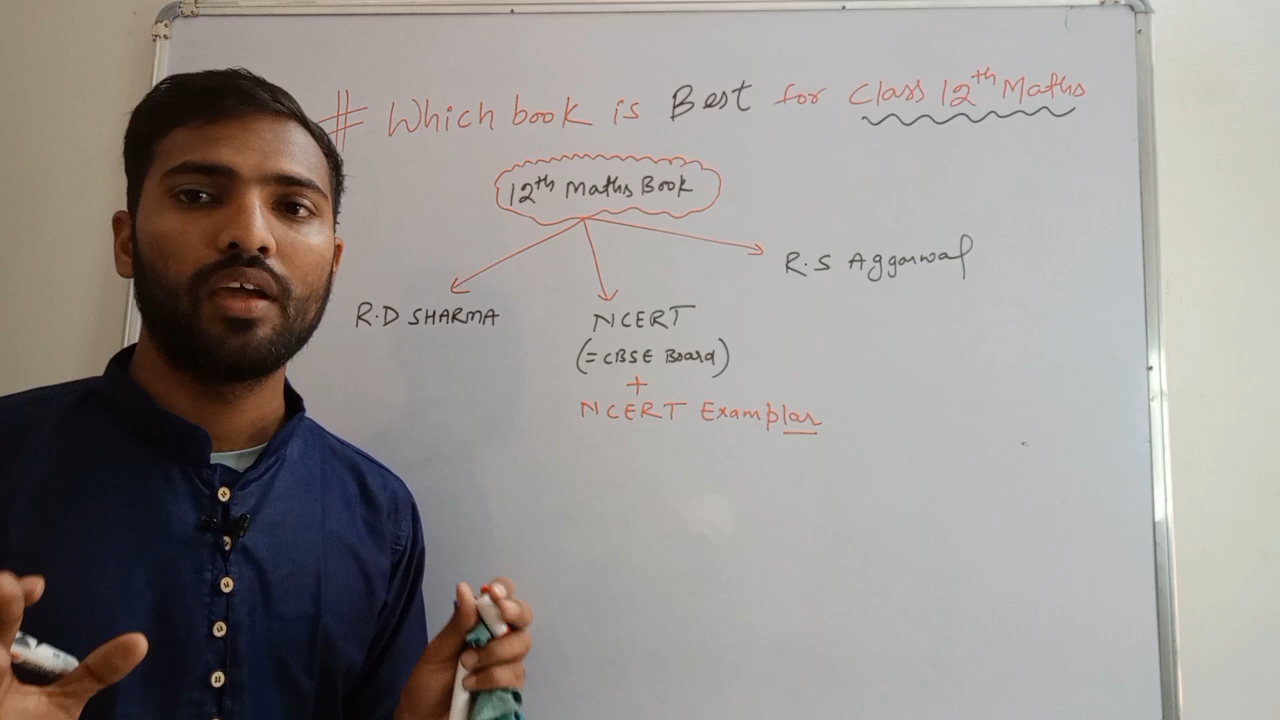 # Which book is Best for Class 12th Maths
12th Maths Book
R.S Aggarwal
R.D SHARMA
NCERT
(= CBSE Board)
+
NCERT Examplar